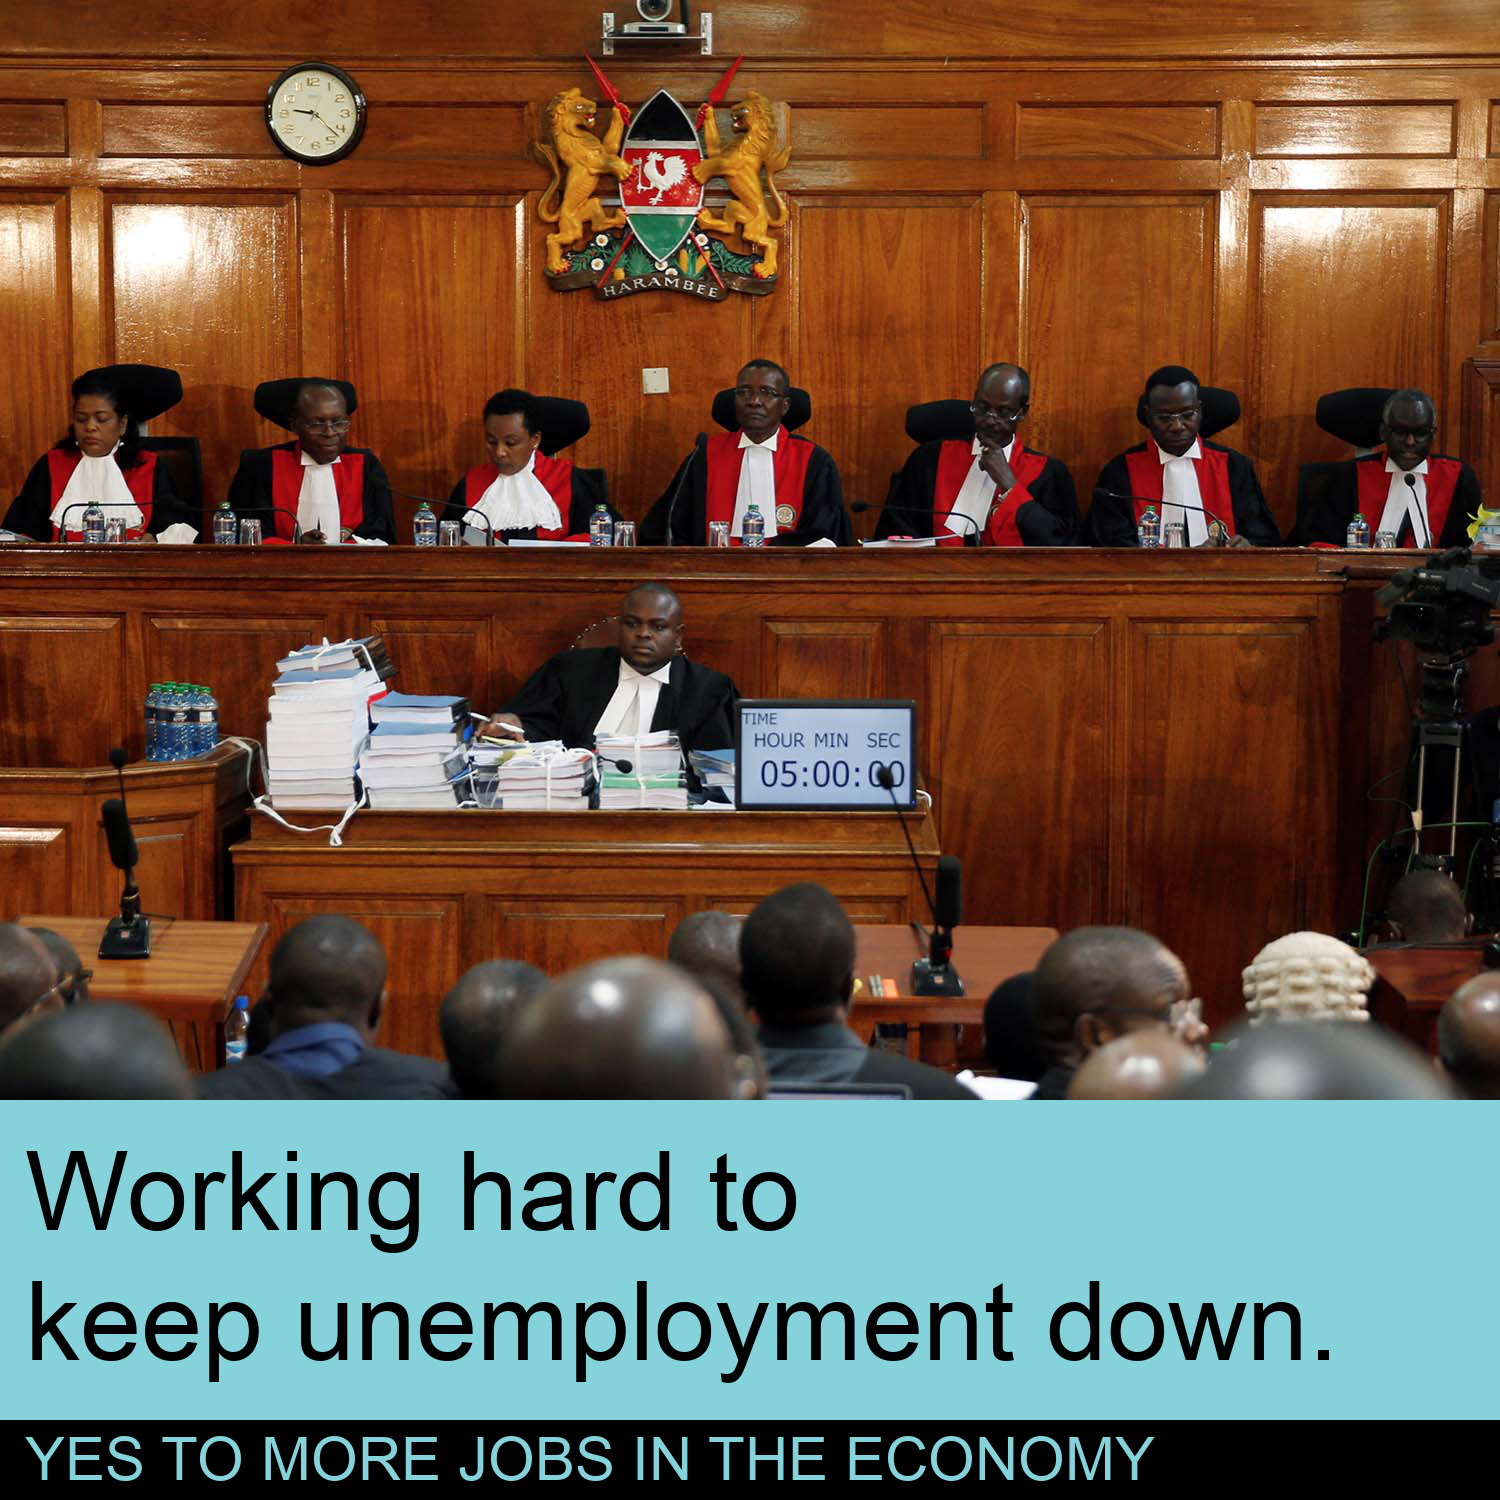 HARAMBEE
TIME
HOUR MIN SEC
05:00:00
Working hard to
keep unemployment down.
YES TO MORE JOBS IN THE ECONOMY